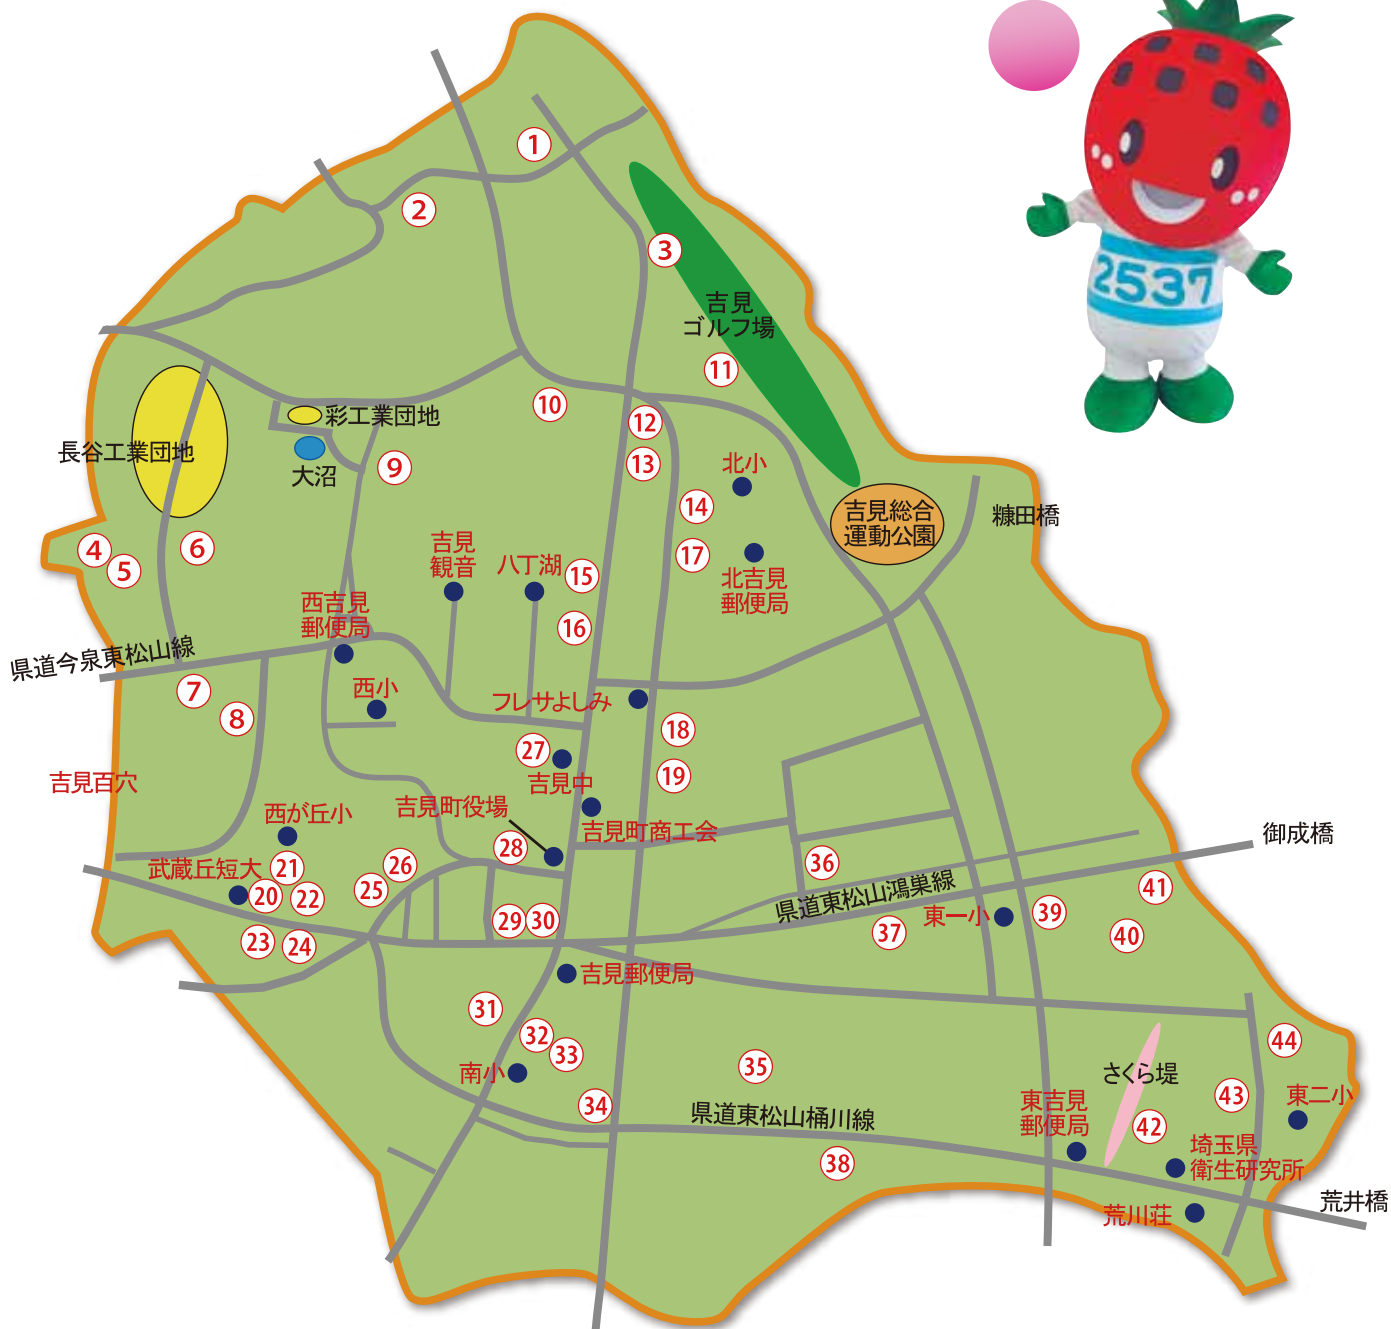 2537
1
2
3
吉見
ゴルフ場
11
10
彩工業団地
12
長谷工業団地
大沼
9
13
北小
14
吉見総合
運動公園
糠田橋
4
5
6
吉見
観音
八丁湖
15
17
北吉見
郵便局
西吉見
郵便局
16
県道今泉東松山線
7
8
西小
フレサよしみ
18
27
19
吉見百穴
吉見中
西が丘小
吉見町役場
吉見町商工会
28
36
御成橋
武蔵丘短大
21
26
20
22
25
県道東松山鴻巣線
41
29
30
37
東一小
39
40
23
24
吉見郵便局
31
32
33
44
南小
35
さくら堤
43
東二小
34
県道東松山桶川線
東吉見
郵便局
42
38
埼玉県
衛生研究所
荒川荘
荒井橋